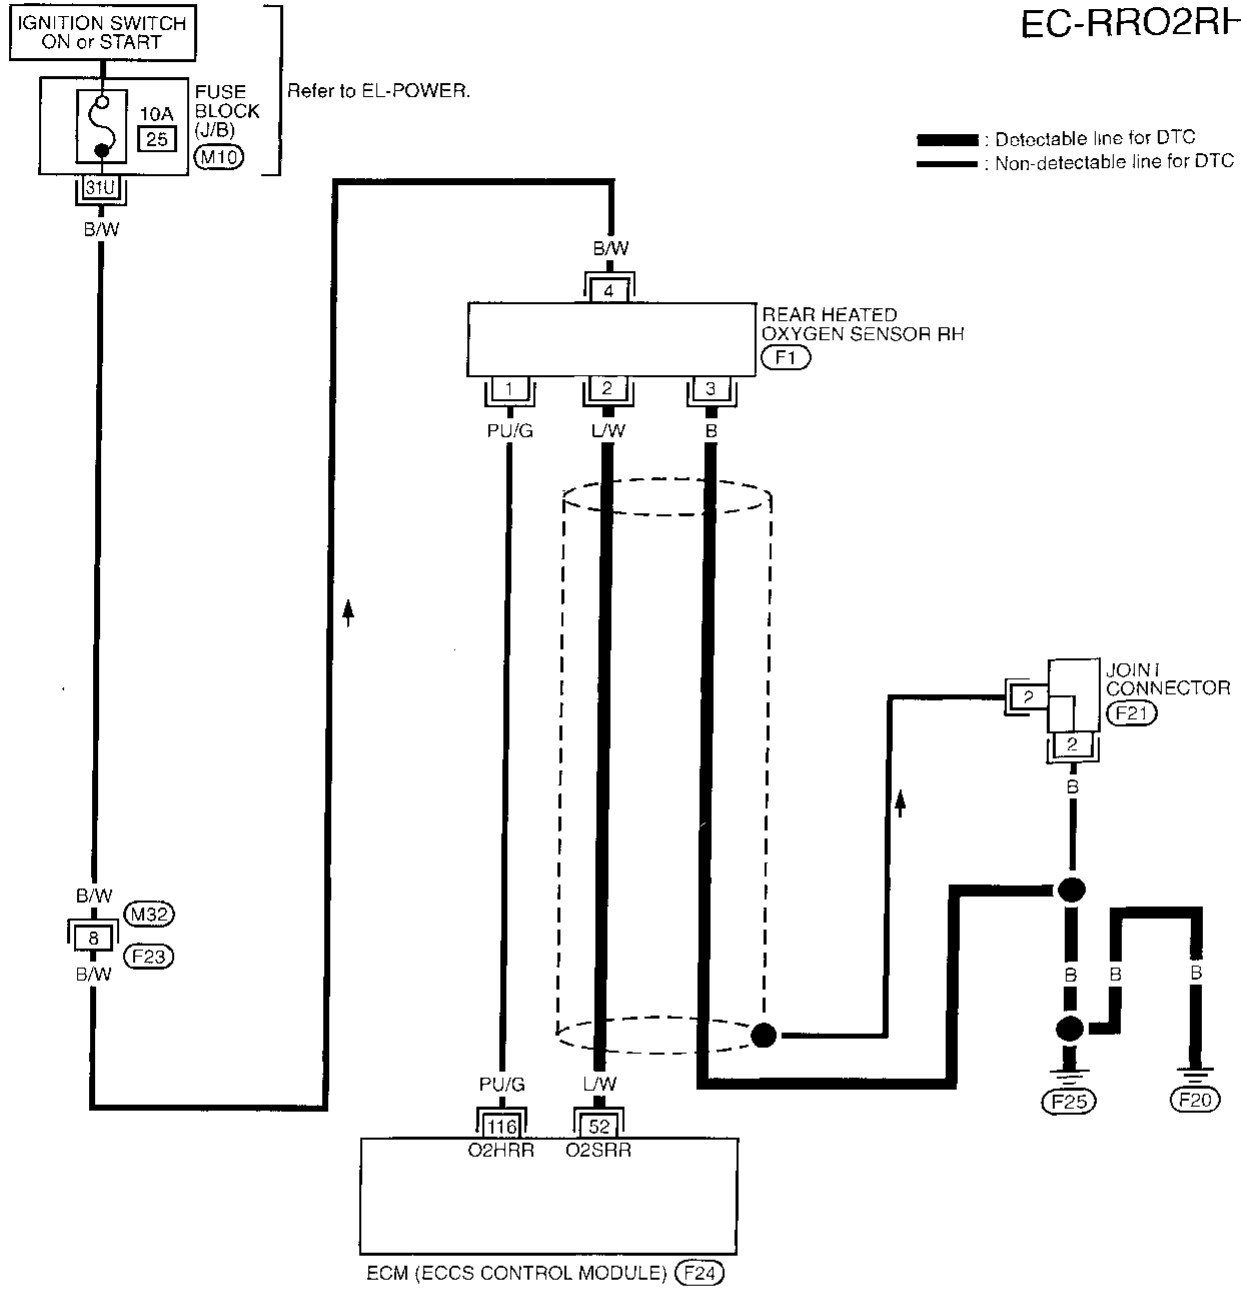 EC-RRO2RH
IGNITION SWITCH
ON or START
FUSE
BLOCK
(J/B)
M10
10A
25
31U
Refer to EL-POWER.
: Detectable line for DTC
: Non-detectable line for DTC
B/W
B/W
4
REAR HEATED
OXYGEN SENSOR RH
F1
1
2
3
PU/G
L/W
B
2
JOINT
CONNECTOR
F21
2
B
B/W
M32
8
F23
B/W
B
B
B
F25
F20
PU/G
L/W
116
52
O2HRR
O2SRR
ECM (ECCS CONTROL MODULE)
F24